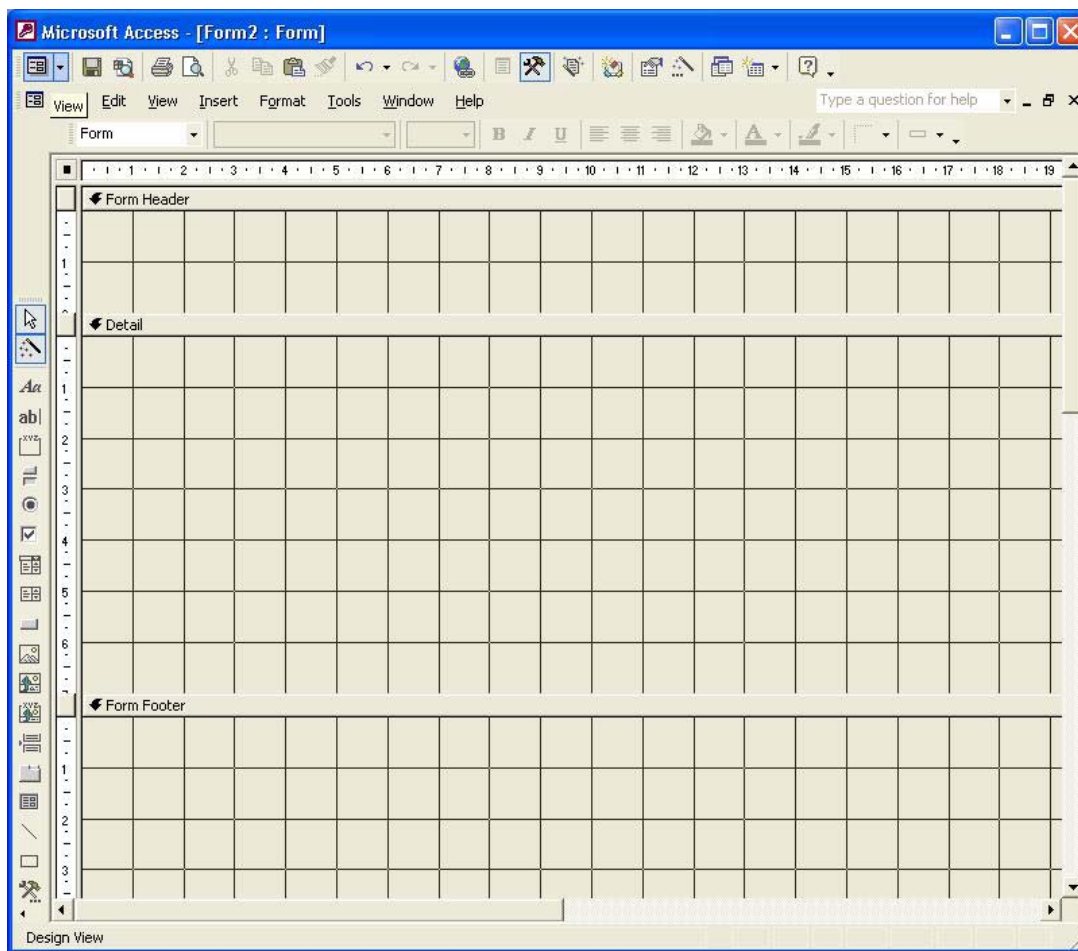 Microsoft Access - [Form2 : Form]
View Edit View Insert Format Tools Window Help Type a question for help
Form B I U A
1 2 3 4 5 6 7 8 9 10 11 12 13 14 15 16 17 18 19
Form Header
1
Detail
Aa
1
ab|
XYZ
2
3
4
5
6
Form Footer
XYZ
1
2
3
Design View